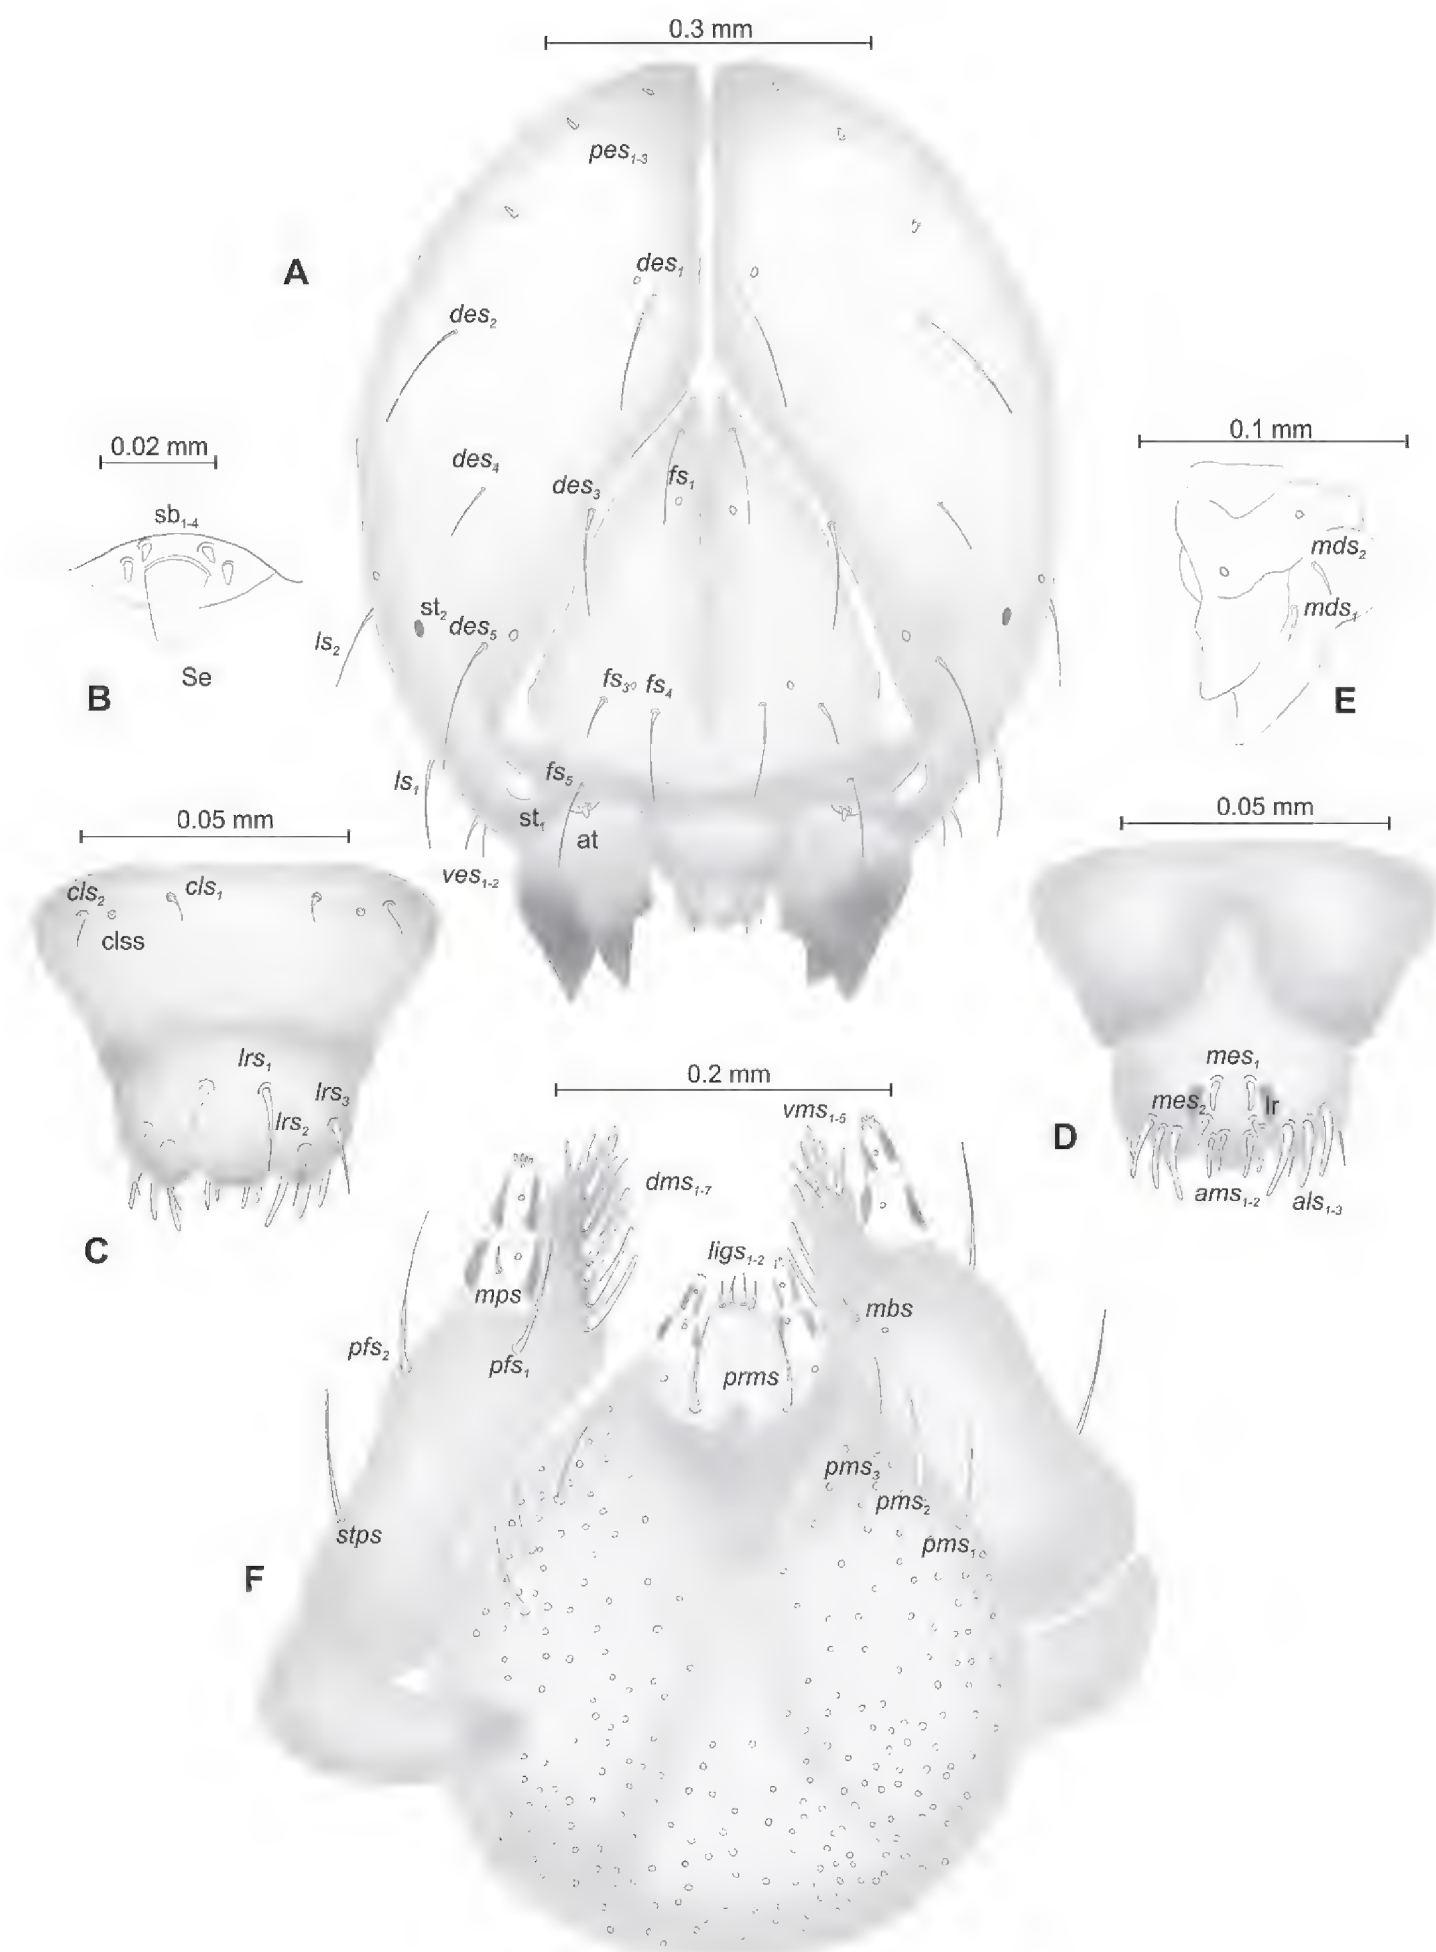 0.3 mm
pes₁₋₃
A
des₁
des₂
0.02 mm
0.1 mm
des₄
des₃
fs₁
sb₁₋₄
mds₂
mds₁
st₂
des₅
ls₂
Se
B
E
fs₃
fs₄
ls₁
fs₅
st₁
at
0.05 mm
0.05 mm
ves₁₋₂
cls₂
cls₁
clss
lrs₁
lrs₃
lrs₂
0.2 mm
mes₁
mes₂
lr
vms₁₋₅
D
dms₁₋₇
ams₁₋₂
als₁₋₃
C
ligs₁₋₂
mps
mbs
pfs₂
pfs₁
prms
pms₃
pms₂
stps
pms₁
F